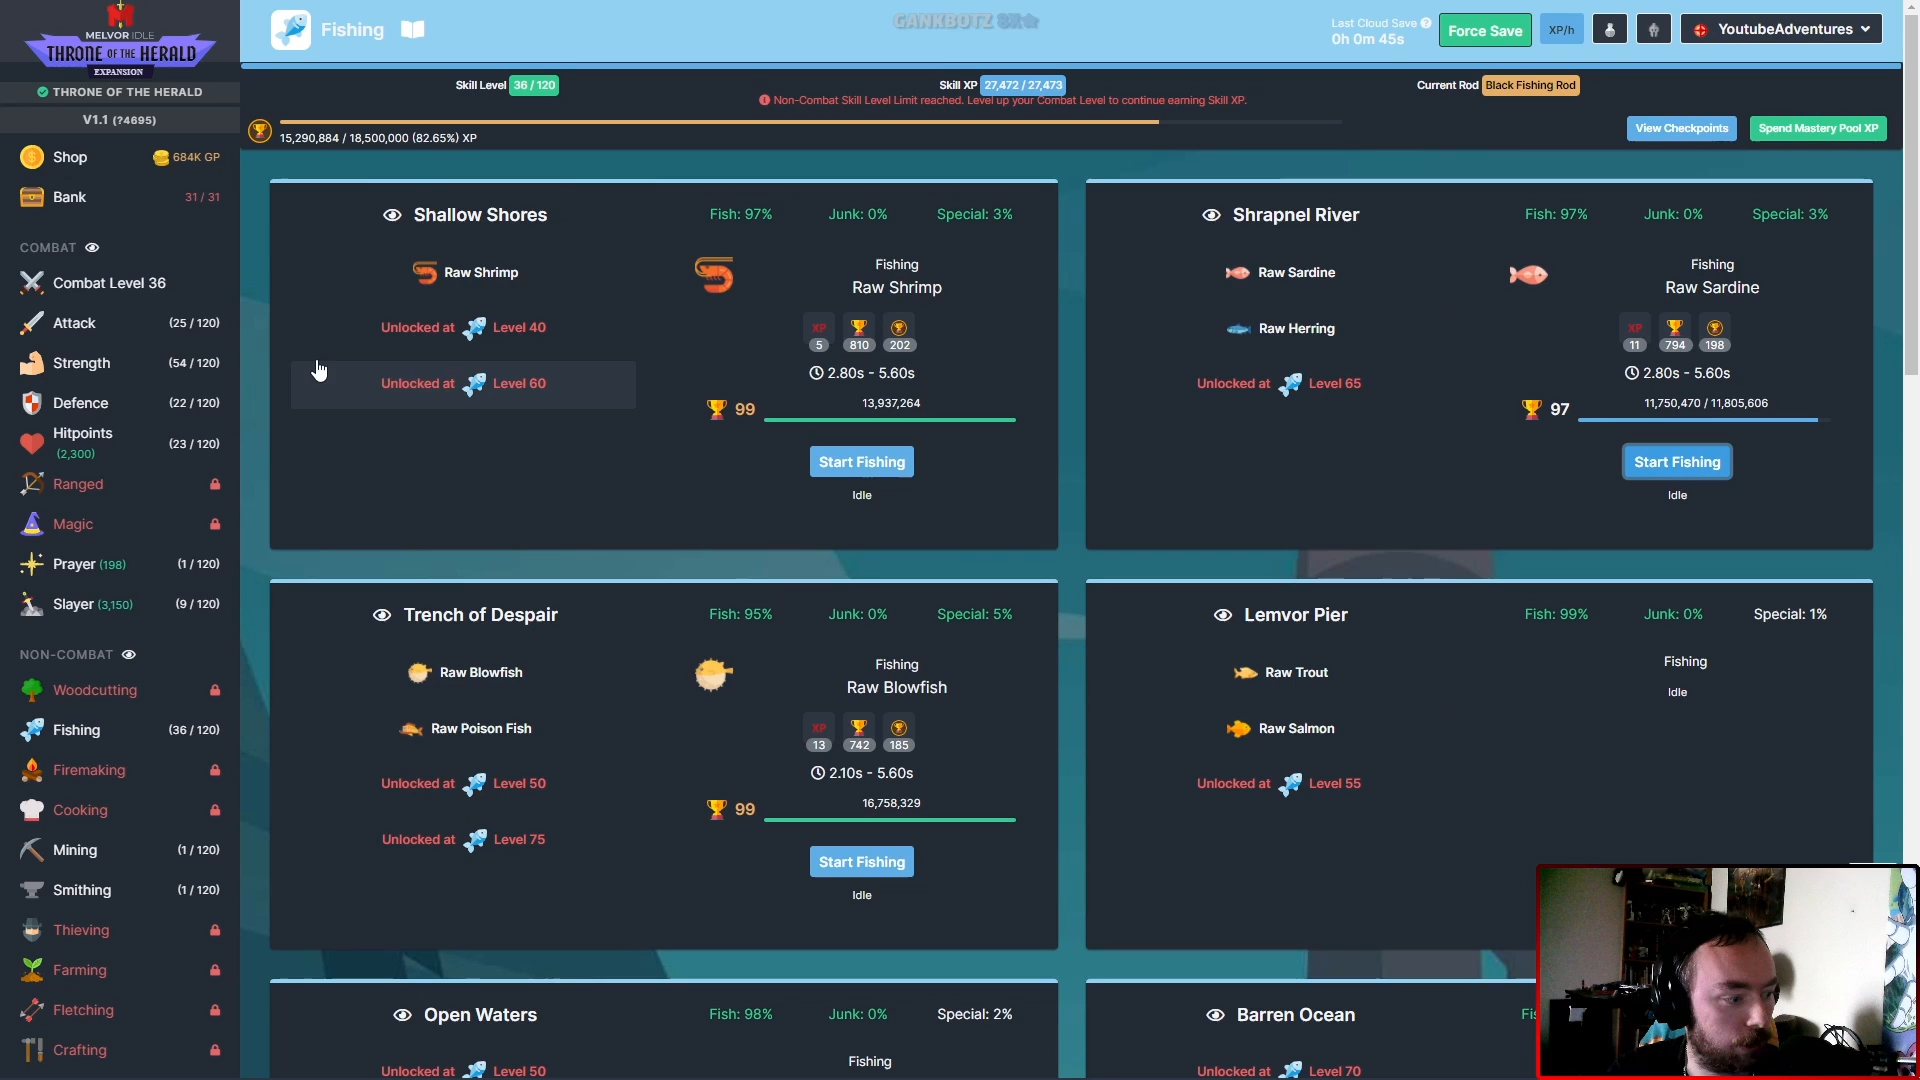 MELVOR IDLE
THRONE OF THE HERALD
EXPANSION
THRONE OF THE HERALD
V1.1 (?4695)
Shop 684K GP
Bank 31 / 31
COMBAT
Combat Level 36
Attack (25 / 120)
Strength (54 / 120)
Defence (22 / 120)
Hitpoints (23 / 120)
(2,300)
Ranged
Magic
Prayer (198) (1 / 120)
Slayer (3,150) (9 / 120)
NON-COMBAT
Woodcutting
Fishing (36 / 120)
Firemaking
Cooking
Mining (1 / 120)
Smithing (1 / 120)
Thieving
Farming
Fletching
Crafting
Fishing
GANKBOTZ
Last Cloud Save
0h 0m 45s
Force Save
XP/h
YoutubeAdventures
Skill Level 36 / 120
Skill XP 27,472 / 27,473
Current Rod Black Fishing Rod
Non-Combat Skill Level Limit reached. Level up your Combat Level to continue earning Skill XP.
15,290,884 / 18,500,000 (82.65%) XP
View Checkpoints
Spend Mastery Pool XP
Shallow Shores
Fish: 97% Junk: 0% Special: 3%
Raw Shrimp
Unlocked at Level 40
Unlocked at Level 60
Fishing
Raw Shrimp
XP
5 810 202
2.80s - 5.60s
99 13,937,264
Start Fishing
Idle
Shrapnel River
Fish: 97% Junk: 0% Special: 3%
Raw Sardine
Raw Herring
Unlocked at Level 65
Fishing
Raw Sardine
XP
11 794 198
2.80s - 5.60s
97 11,750,470 / 11,805,606
Start Fishing
Idle
Trench of Despair
Fish: 95% Junk: 0% Special: 5%
Raw Blowfish
Raw Poison Fish
Unlocked at Level 50
Unlocked at Level 75
Fishing
Raw Blowfish
XP
13 742 185
2.10s - 5.60s
99 16,758,329
Start Fishing
Idle
Lemvor Pier
Fish: 99% Junk: 0% Special: 1%
Raw Trout
Raw Salmon
Unlocked at Level 55
Fishing
Idle
Open Waters
Fish: 98% Junk: 0% Special: 2%
Unlocked at Level 50
Fishing
Barren Ocean
Fis
Unlocked at Level 70